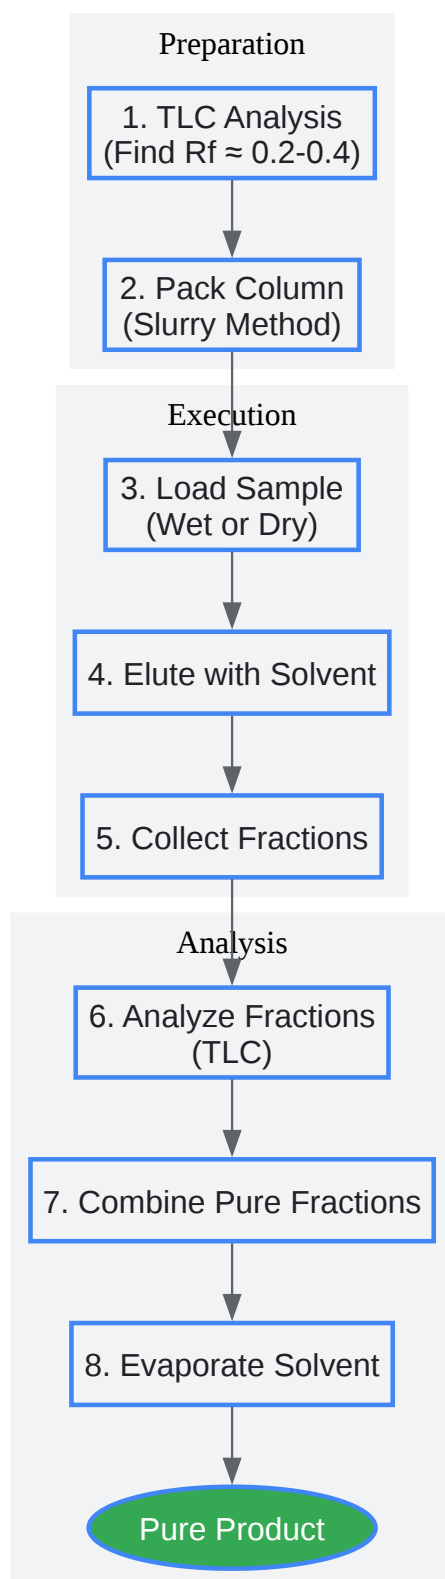 Preparation
1. TLC Analysis
(Find Rf ≈ 0.2-0.4)
2. Pack Column
(Slurry Method)
Execution
3. Load Sample
(Wet or Dry)
4. Elute with Solvent
5. Collect Fractions
Analysis
6. Analyze Fractions
(TLC)
7. Combine Pure Fractions
8. Evaporate Solvent
Pure Product